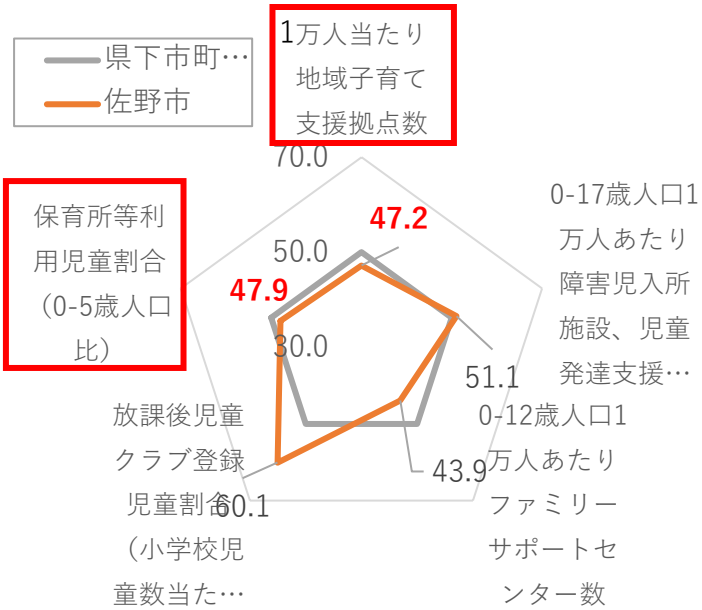 県下市町…
佐野市
1万人当たり
地域子育て
支援拠点数
70.0
50.0
30.0
47.2
0-17歳人口1
万人あたり
障害児入所
施設、児童
発達支援…
51.1
0-12歳人口1
万人あたり
ファミリー
サポートセ
ンター数
43.9
放課後児童
クラブ登録
児童割合
（小学校児
童数当た…
60.1
保育所等利
用児童割合
（0-5歳人口
比）
47.9